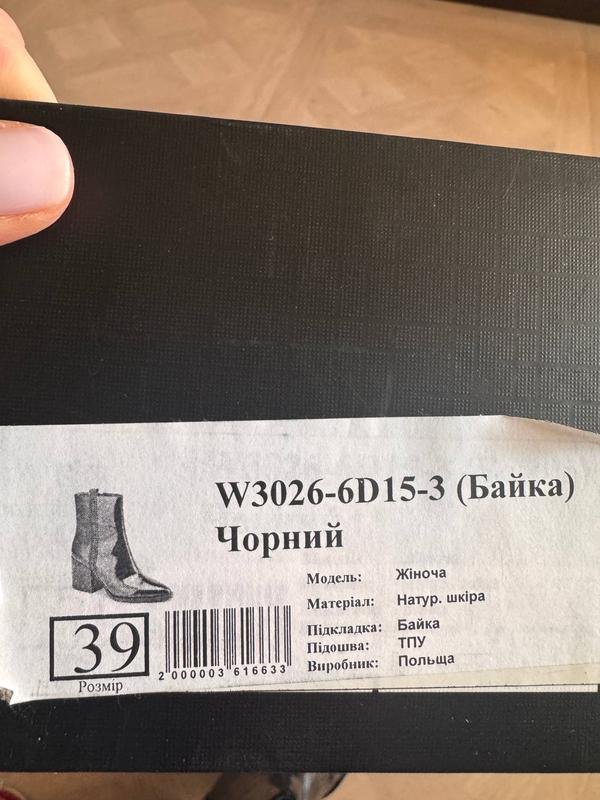 W3026-6D15-3 (Байка)
Чорний
Модель: Жіноча
Матеріал: Натур. шкіра
Підкладка: Байка
Підошва: ТПУ
Виробник: Польща
39
Розмір
2 000003 616633